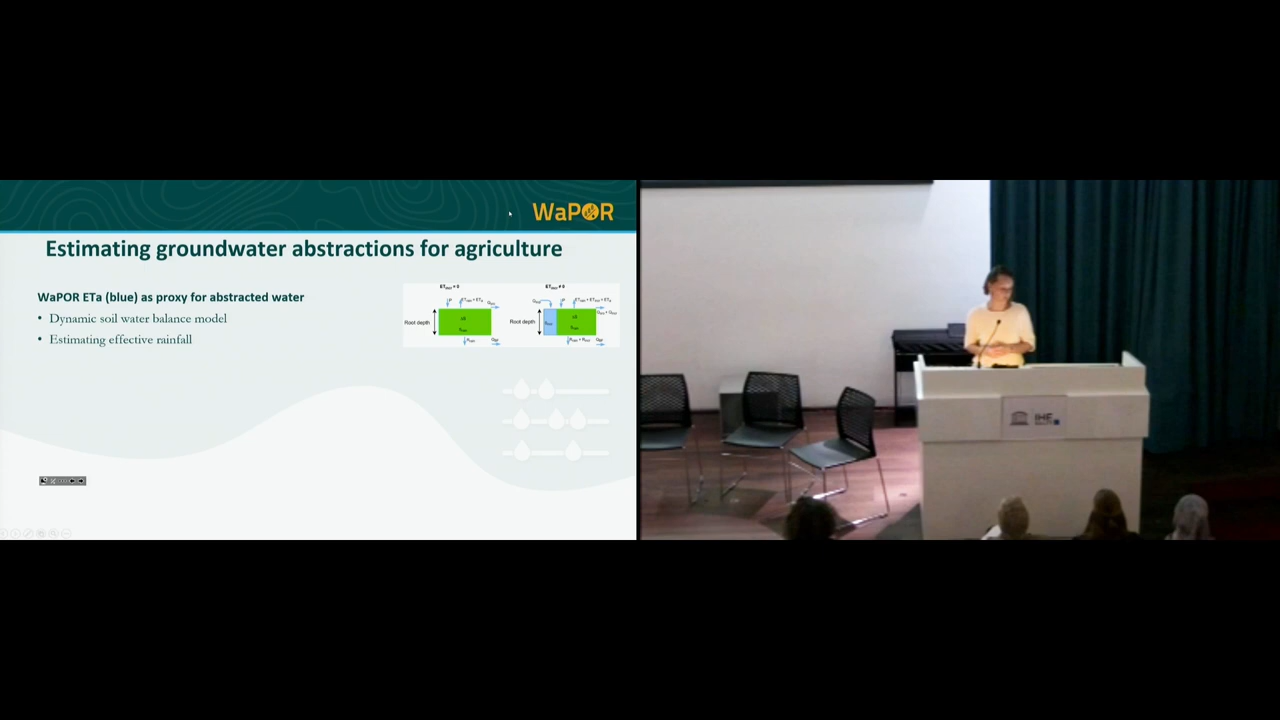 WaPOR
Estimating groundwater abstractions for agriculture
WaPOR ETa (blue) as proxy for abstracted water
• Dynamic soil water balance model
• Estimating effective rainfall
Root depth
Root depth
IHE